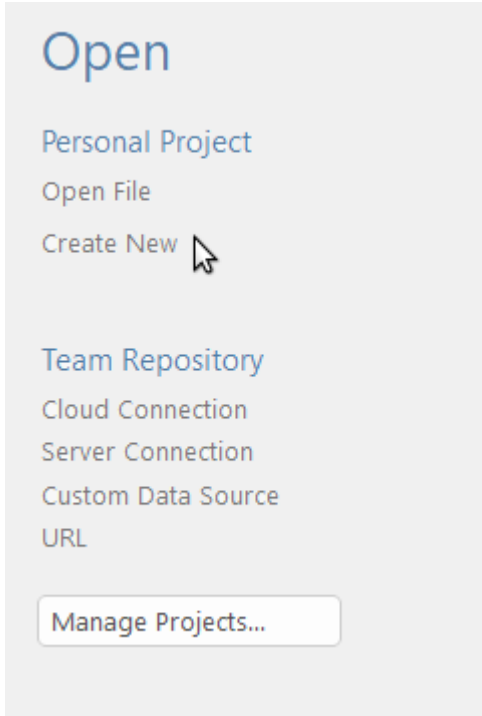 Open
Personal Project
Open File
Create New
Team Repository
Cloud Connection
Server Connection
Custom Data Source
URL
Manage Projects...